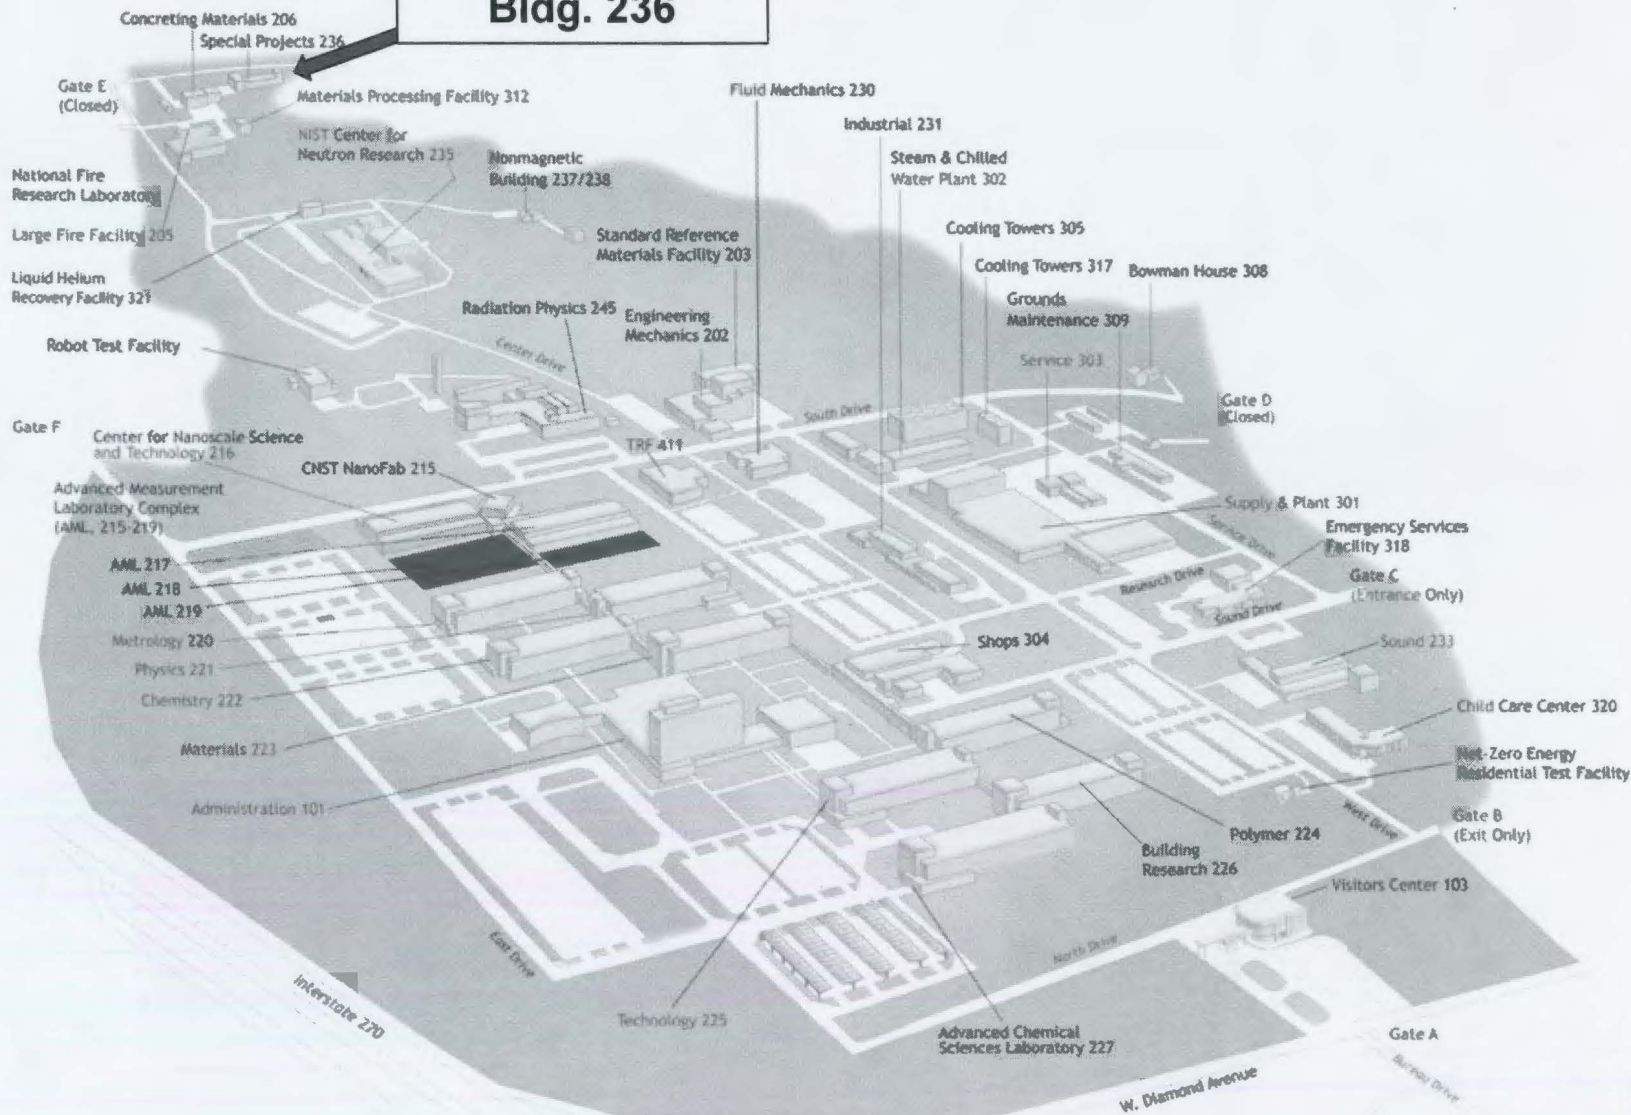 Bldg. 236
Concreting Materials 206
Special Projects 236
Gate E
(Closed)
Materials Processing Facility 312
Fluid Mechanics 230
Industrial 231
NIST Center for
Neutron Research 235
Nonmagnetic
Building 237/238
Steam & Chilled
Water Plant 302
National Fire
Research Laboratory
Large Fire Facility 205
Standard Reference
Materials Facility 203
Cooling Towers 305
Cooling Towers 317
Bowman House 308
Liquid Helium
Recovery Facility 321
Grounds
Maintenance 309
Radiation Physics 245
Engineering
Mechanics 202
Robot Test Facility
Center Drive
Service 303
Gate D
(Closed)
South Drive
Gate F
Center for Nanoscale Science
and Technology 216
CNST NanoFab 215
TRF 411
Advanced Measurement
Laboratory Complex
(AML, 215-219)
Supply & Plant 301
Service Drive
Emergency Services
Facility 318
AML 217
AML 218
AML 219
Research Drive
Gate C
(Entrance Only)
Sound Drive
Metrology 220
Physics 221
Chemistry 222
Shops 304
Sound 233
Materials 223
Child Care Center 320
Net-Zero Energy
Residential Test Facility
Administration 101
West Drive
Gate B
(Exit Only)
Polymer 224
Building
Research 226
Visitors Center 103
East Drive
North Drive
Interstate 270
Technology 225
Advanced Chemical
Sciences Laboratory 227
Gate A
W. Diamond Avenue
Bureau Drive